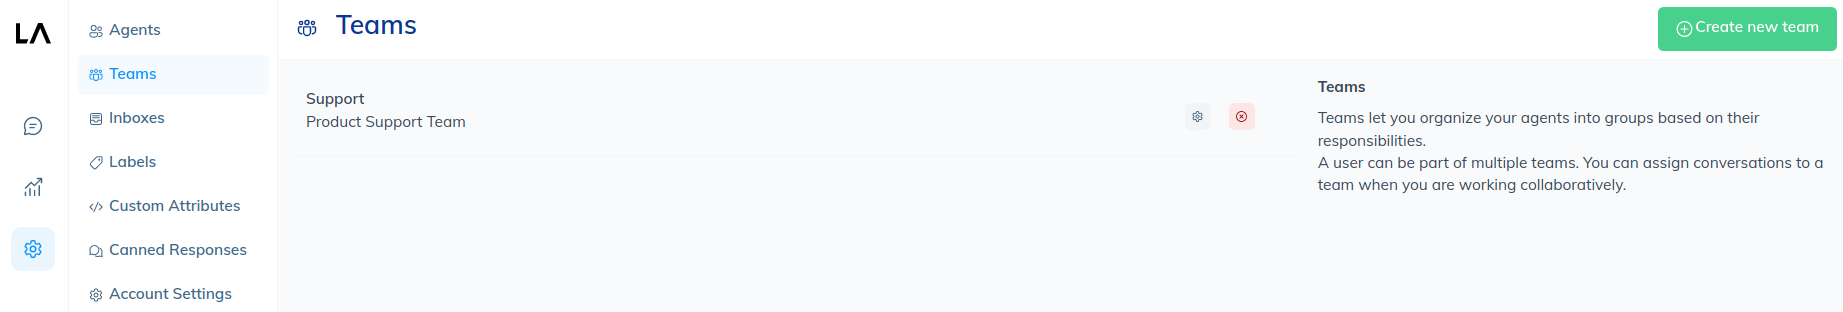 LA
Agents
Teams
Inboxes
Labels
Custom Attributes
Canned Responses
Account Settings
Teams
Create new team
Support
Product Support Team
Teams
Teams let you organize your agents into groups based on their
responsibilities.
A user can be part of multiple teams. You can assign conversations to a
team when you are working collaboratively.